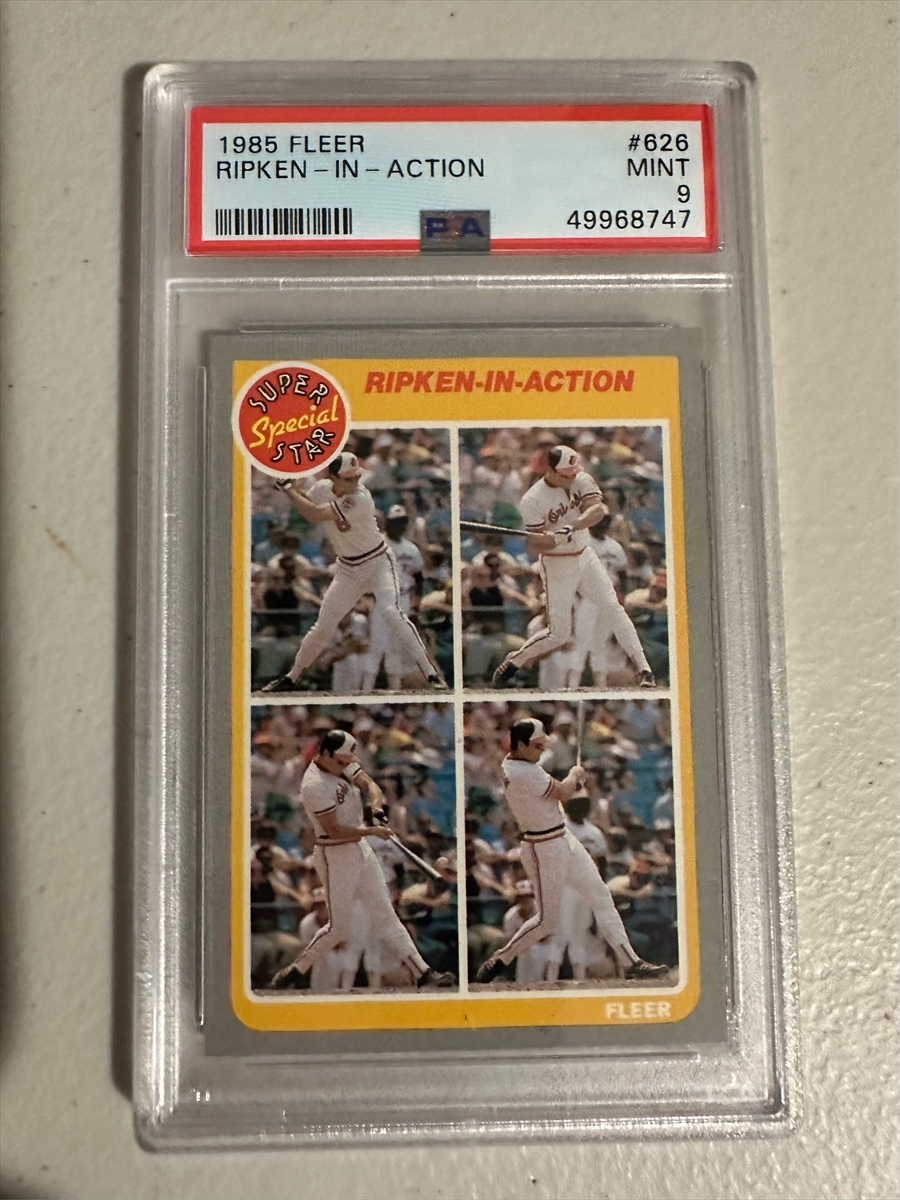 1985 FLEER #626
RIPKEN-IN-ACTION MINT
9
PSA 49968747
SUPER
Special
STAR
RIPKEN-IN-ACTION
FLEER